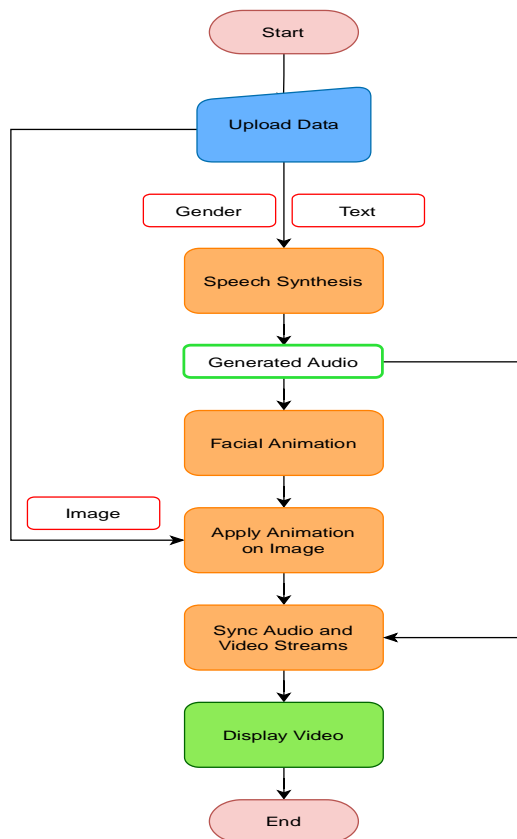 Start
Upload Data
Gender
Text
Speech Synthesis
Generated Audio
Facial Animation
Image
Apply Animation
on Image
Sync Audio and
Video Streams
Display Video
End